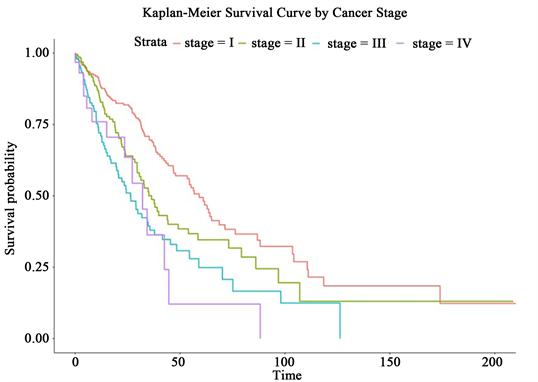 Kaplan-Meier Survival Curve by Cancer Stage
Strata stage = I stage = II stage = III stage = IV
Survival probability
1.00
0.75
0.50
0.25
0.00
0 50 100 150 200
Time